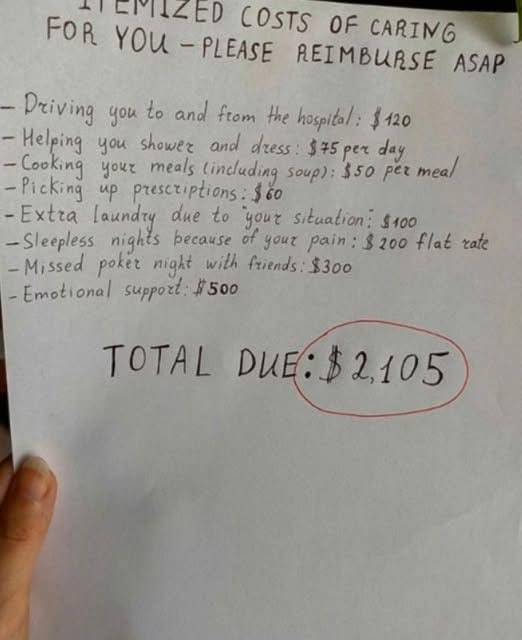 ITEMIZED COSTS OF CARING
FOR YOU – PLEASE REIMBURSE ASAP
– Driving you to and from the hospital: $120
– Helping you shower and dress: $75 per day
– Cooking your meals (including soup): $50 per meal
– Picking up prescriptions: $60
– Extra laundry due to "your situation": $100
– Sleepless nights because of your pain: $200 flat rate
– Missed poker night with friends: $300
– Emotional support: $500
TOTAL DUE: $2,105